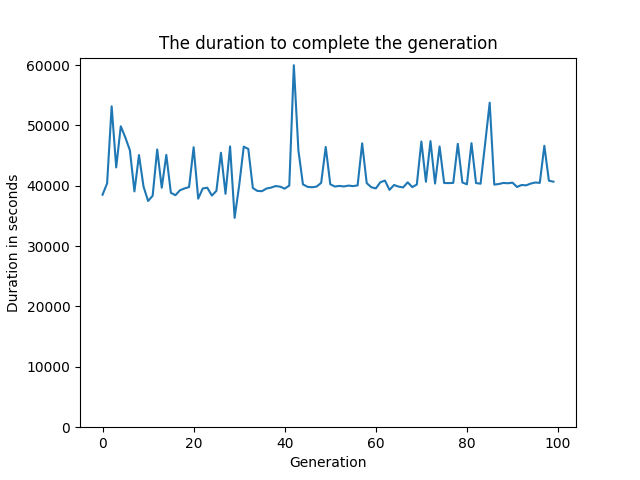 The duration to complete the generation
Duration in seconds
60000
50000
40000
30000
20000
10000
0
0 20 40 60 80 100
Generation